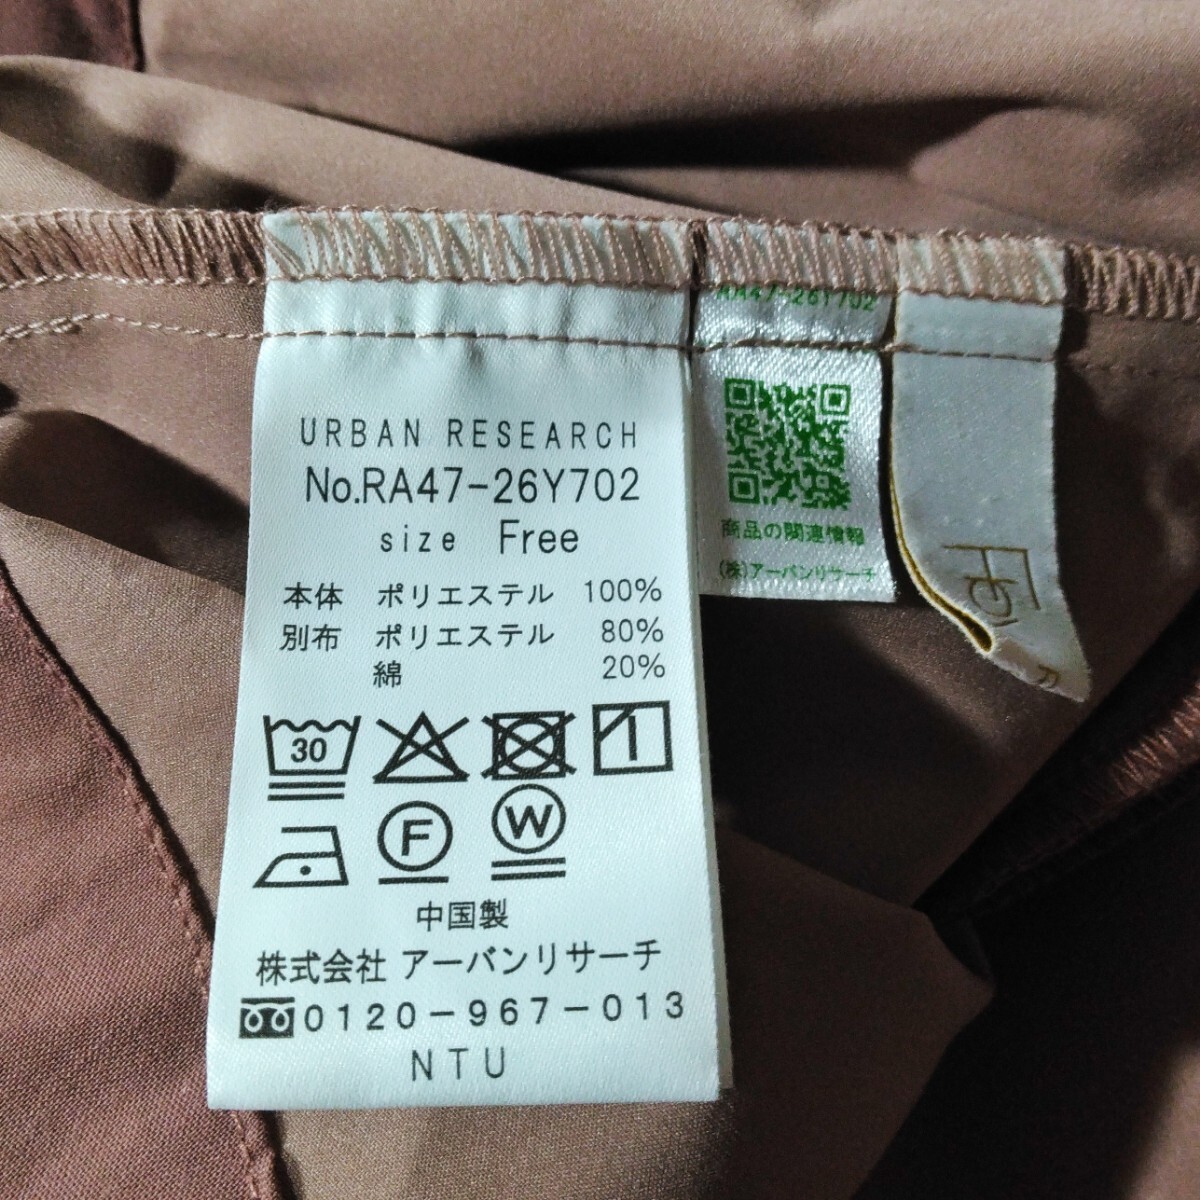 URBAN RESEARCH
No.RA47-26Y702
size Free
本体 ポリエステル 100%
別布 ポリエステル 80%
綿 20%
30
F
W
中国製
株式会社 アーバンリサーチ
0120-967-013
NTU
RA47-26Y702
商品の関連情報
(株)アーバンリサーチ